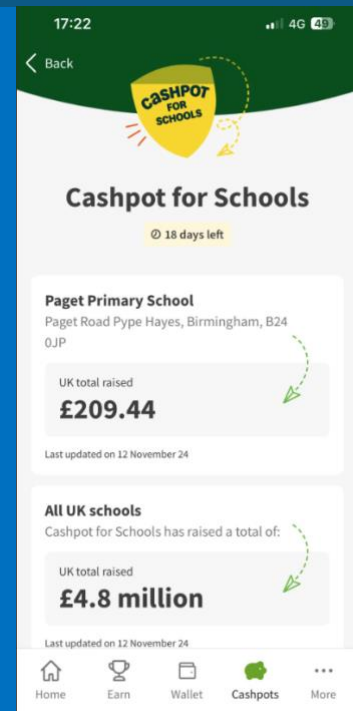 17:22
4G 49
Back
CASHPOT
FOR
SCHOOLS
Cashpot for Schools
18 days left
Paget Primary School
Paget Road Pype Hayes, Birmingham, B24
0JP
UK total raised
£209.44
Last updated on 12 November 24
All UK schools
Cashpot for Schools has raised a total of:
UK total raised
£4.8 million
Last updated on 12 November 24
Home Earn Wallet Cashpots More